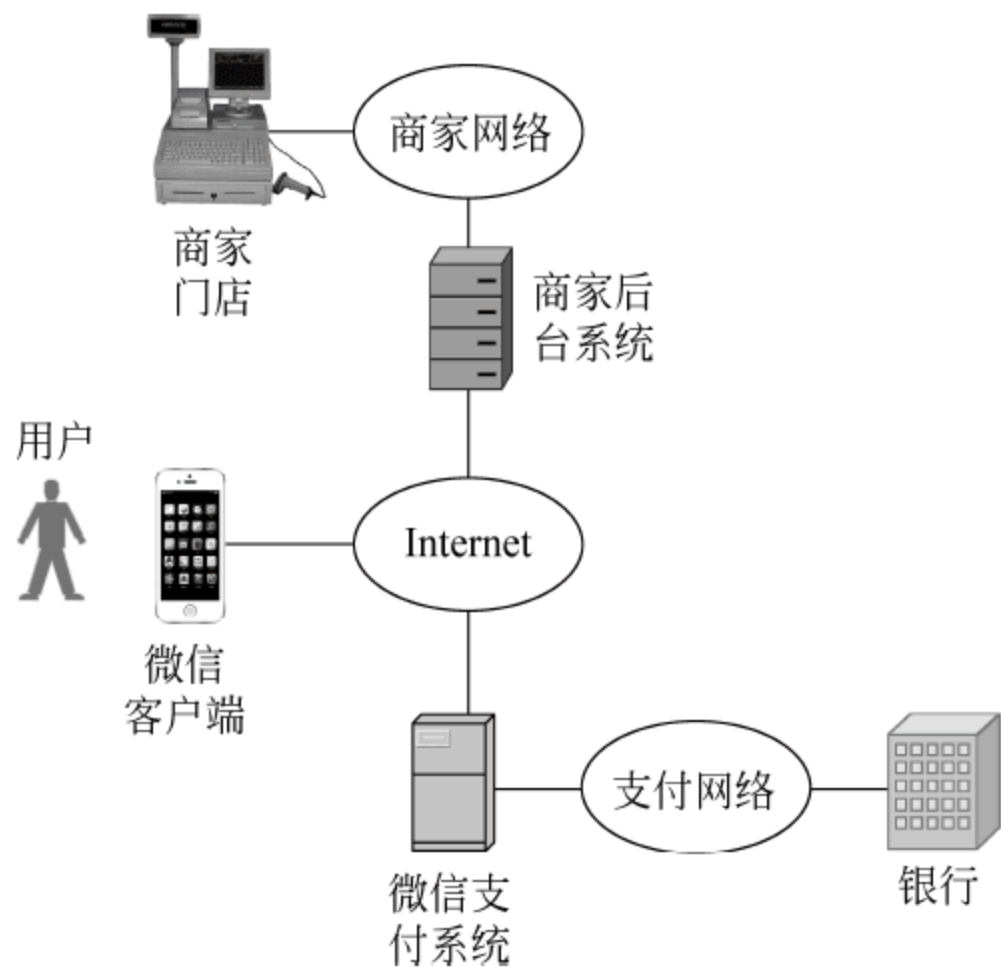 商家网络
商家
门店
商家后
台系统
用户
Internet
微信
客户端
支付网络
微信支
付系统
银行